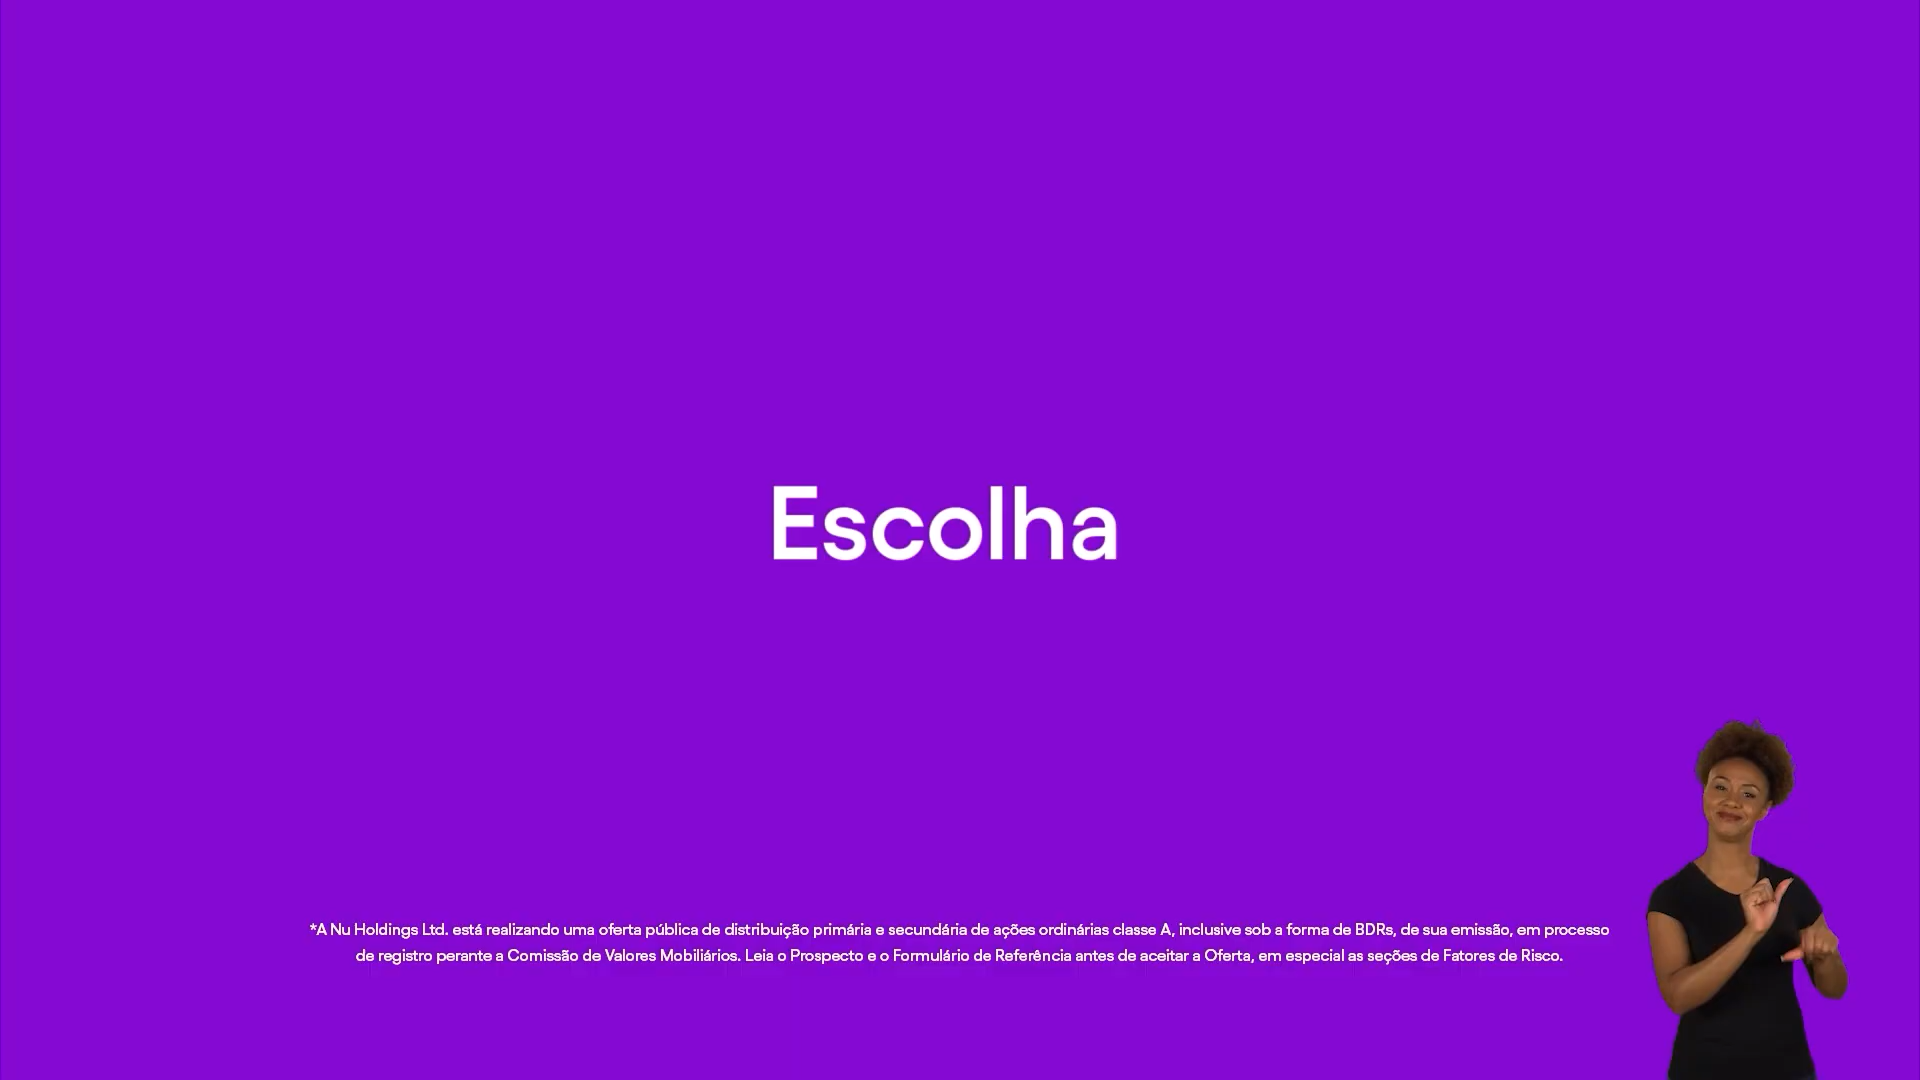 Escolha
*A Nu Holdings Ltd. está realizando uma oferta pública de distribuição primária e secundária de ações ordinárias classe A, inclusive sob a forma de BDRs, de sua emissão, em processo
de registro perante a Comissão de Valores Mobiliários. Leia o Prospecto e o Formulário de Referência antes de aceitar a Oferta, em especial as seções de Fatores de Risco.